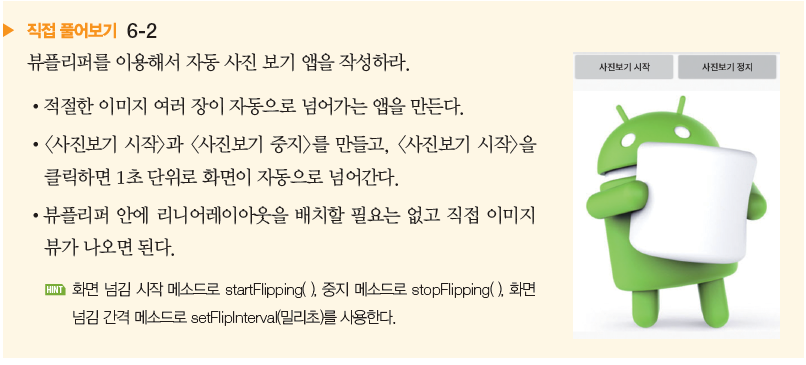 ▶ 직접 풀어보기 6-2
뷰플리퍼를 이용해서 자동 사진 보기 앱을 작성하라.
• 적절한 이미지 여러 장이 자동으로 넘어가는 앱을 만든다.
• 〈사진보기 시작〉과 〈사진보기 중지〉를 만들고, 〈사진보기 시작〉을
클릭하면 1초 단위로 화면이 자동으로 넘어간다.
• 뷰플리퍼 안에 리니어레이아웃을 배치할 필요는 없고 직접 이미지
뷰가 나오면 된다.
HINT 화면 넘김 시작 메소드로 startFlipping( ), 중지 메소드로 stopFlipping( ), 화면
넘김 간격 메소드로 setFlipInterval(밀리초)를 사용한다.
사진보기 시작 사진보기 정지